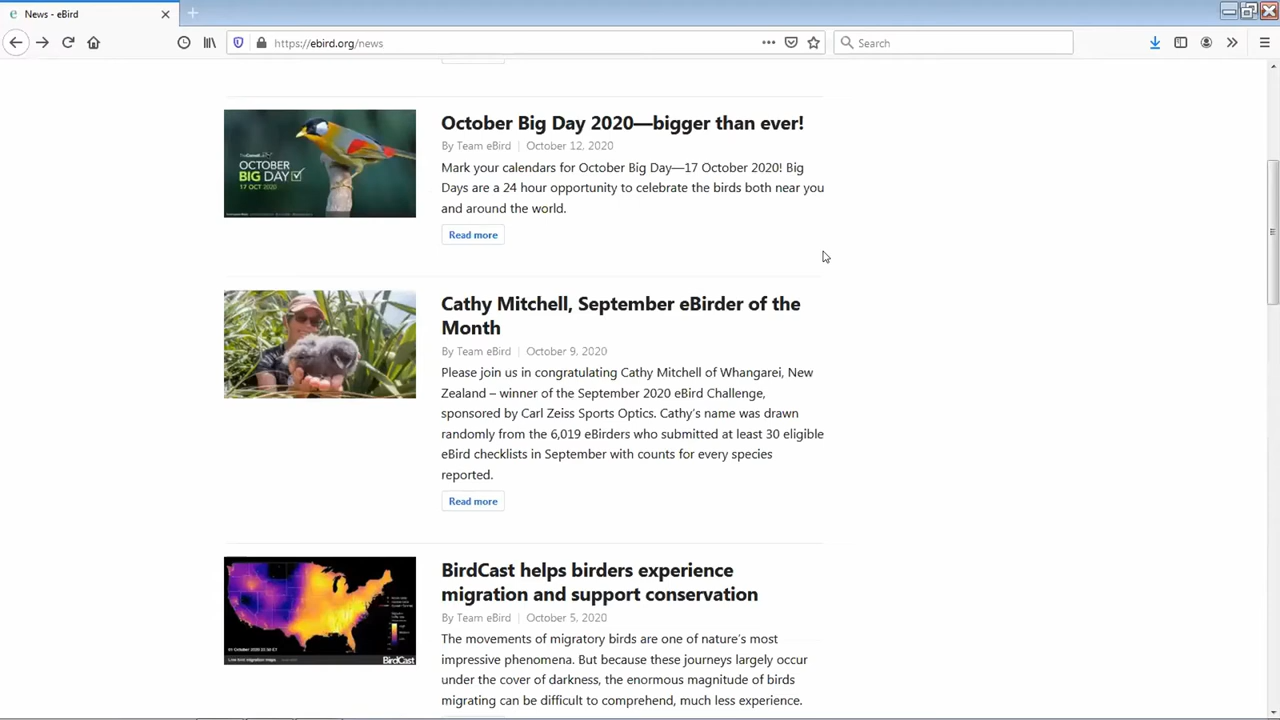 News - eBird
https://ebird.org/news
Search
OCTOBER
BIG DAY
17 OCT 2020
October Big Day 2020—bigger than ever!
By Team eBird | October 12, 2020
Mark your calendars for October Big Day—17 October 2020! Big
Days are a 24 hour opportunity to celebrate the birds both near you
and around the world.
Read more
Cathy Mitchell, September eBirder of the
Month
By Team eBird | October 9, 2020
Please join us in congratulating Cathy Mitchell of Whangarei, New
Zealand – winner of the September 2020 eBird Challenge,
sponsored by Carl Zeiss Sports Optics. Cathy’s name was drawn
randomly from the 6,019 eBirders who submitted at least 30 eligible
eBird checklists in September with counts for every species
reported.
Read more
BirdCast
BirdCast helps birders experience
migration and support conservation
By Team eBird | October 5, 2020
The movements of migratory birds are one of nature’s most
impressive phenomena. But because these journeys largely occur
under the cover of darkness, the enormous magnitude of birds
migrating can be difficult to comprehend, much less experience.